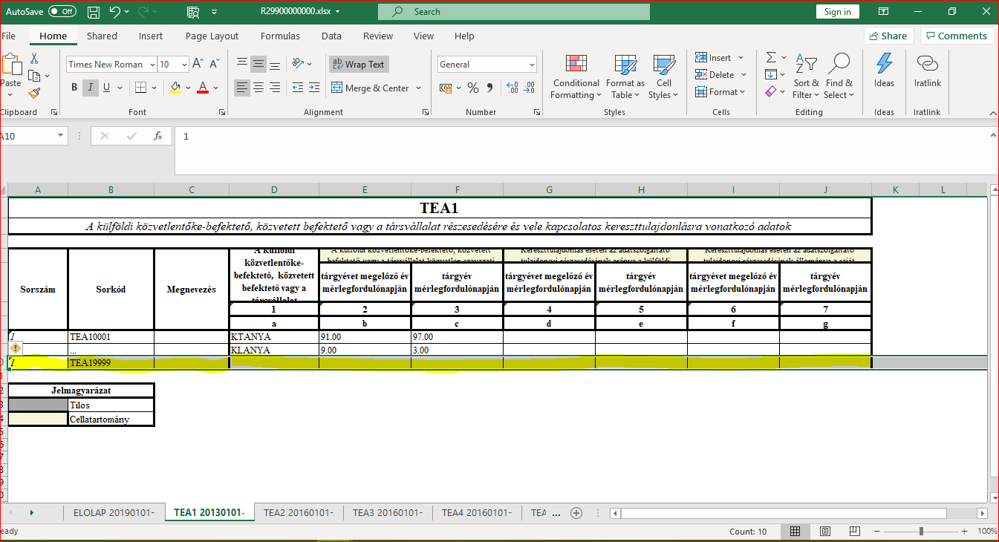 AutoSave Off R29900000000.xlsx Search Sign in
File Home Shared Insert Page Layout Formulas Data Review View Help Share Comments
Paste Times New Roman 10 Wrap Text General Insert
B I U Merge & Center % Conditional Formatting Format as Table Cell Styles Delete Format Sort & Filter Find & Select Ideas Iratlink
Clipboard Font Alignment Number Styles Cells Editing Ideas Iratlink
A10 fx 1
A B C D E F G H I J K L
TEA1
A külföldi közvetlentőke-befektető, közvetett befektető vagy a társvállalat részesedésére és vele kapcsolatos kereszttulajdonlásra vonatkozó adatok
Sorszám Sorkód Megnevezés
A külföldi közvetlentőke-befektető, közvetett befektető vagy a társvállalat
A külföldi közvetlentőke-befektető, közvetett befektető vagy a társvállalat közvetlen szavazati
Kereszttulajdonlás esetén az adatszolgáltató tulajdonosi részesedésének aránya a külföldi
Kereszttulajdonlás esetén az adatszolgáltató tulajdonosi részesedésének állománya a saját
tárgyévet megelőző év mérlegfordulónapján
tárgyév mérlegfordulónapján
tárgyévet megelőző év mérlegfordulónapján
tárgyév mérlegfordulónapján
tárgyévet megelőző év mérlegfordulónapján
tárgyév mérlegfordulónapján
1 2 3 4 5 6 7
a b c d e f g
1 TEA10001 KTANYA 91.00 97.00
... KLANYA 9.00 3.00
1 TEA19999
Jelmagyarázat
Tilos
Cellatartomány
ELOLAP 20190101- TEA1 20130101- TEA2 20160101- TEA3 20160101- TEA4 20160101- TEA ...
eady Count: 10 100%